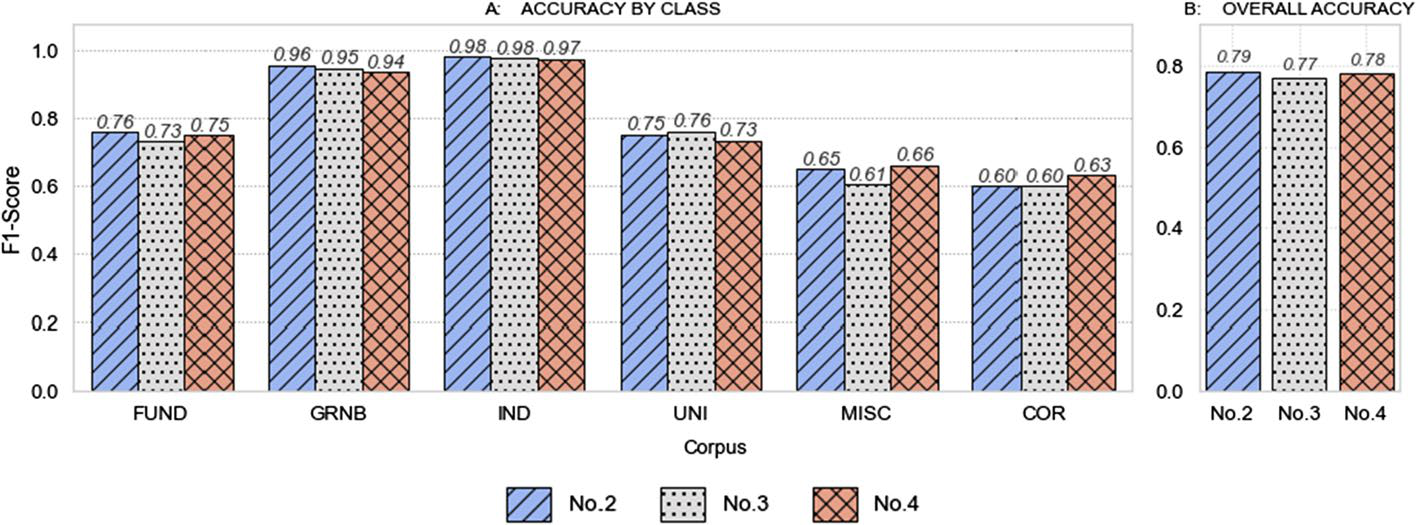 A: ACCURACY BY CLASS
B: OVERALL ACCURACY
F1-Score
1.0
0.8
0.6
0.4
0.2
0.0
0.76 0.73 0.75
0.96 0.95 0.94
0.98 0.98 0.97
0.75 0.76 0.73
0.65 0.61 0.66
0.60 0.60 0.63
FUND GRNB IND UNI MISC COR
Corpus
0.8
0.6
0.4
0.2
0.0
0.79 0.77 0.78
No.2 No.3 No.4
No.2 No.3 No.4